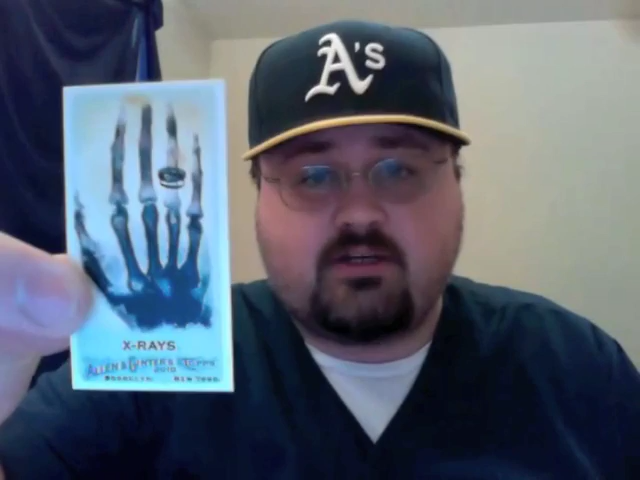 A's
X-RAYS.
ALLEN & GINTER'S TOPPS
2010
BROOKLYN NEW YORK